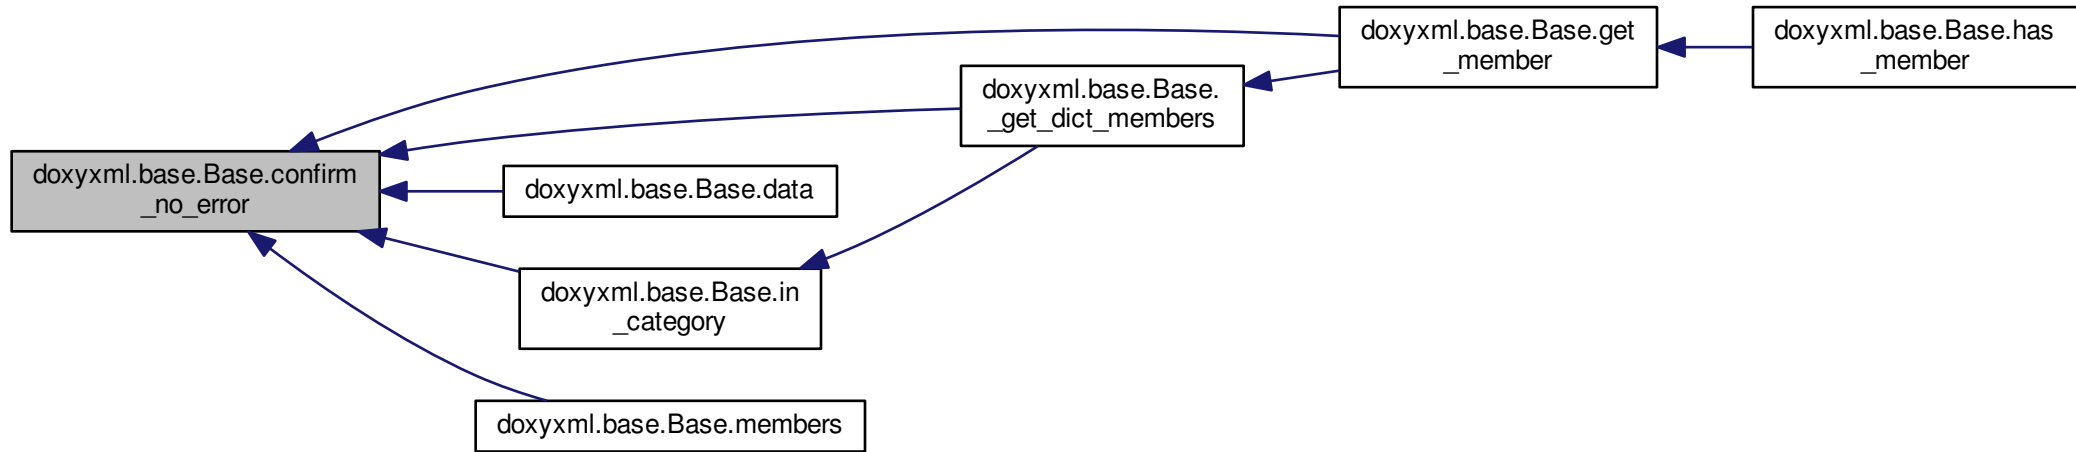 doxyxml.base.Base.confirm
_no_error
doxyxml.base.Base.get
_member
doxyxml.base.Base.has
_member
doxyxml.base.Base.
_get_dict_members
doxyxml.base.Base.data
doxyxml.base.Base.in
_category
doxyxml.base.Base.members